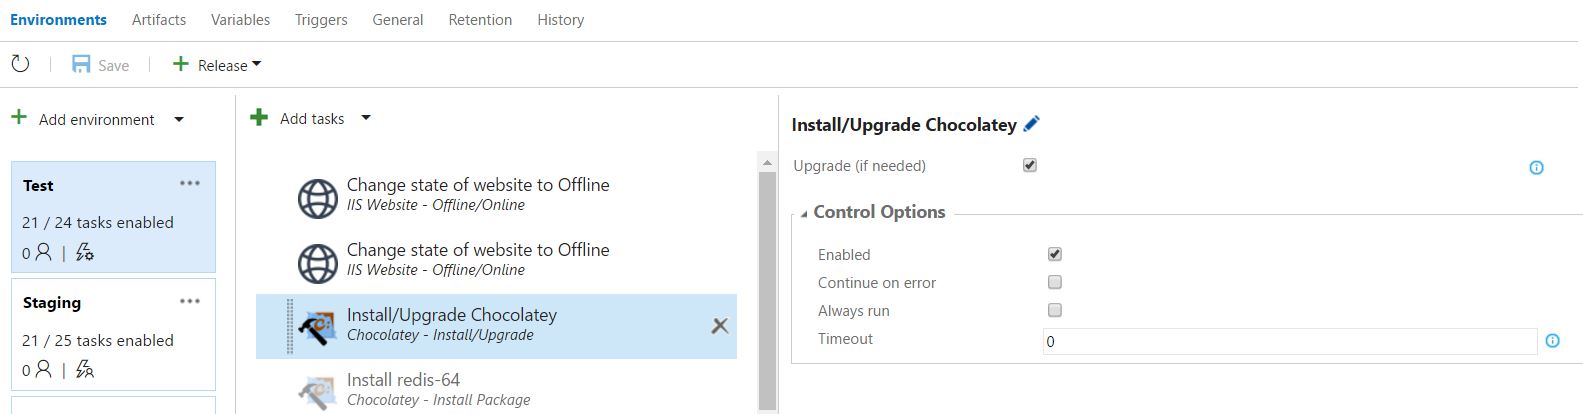 Environments Artifacts Variables Triggers General Retention History
Save Release
Add environment
Test
21 / 24 tasks enabled
0 |
Staging
21 / 25 tasks enabled
0 |
Add tasks
Change state of website to Offline
IIS Website - Offline/Online
Change state of website to Offline
IIS Website - Offline/Online
Install/Upgrade Chocolatey
Chocolatey - Install/Upgrade
Install redis-64
Chocolatey - Install Package
Install/Upgrade Chocolatey
Upgrade (if needed)
Control Options
Enabled
Continue on error
Always run
Timeout 0